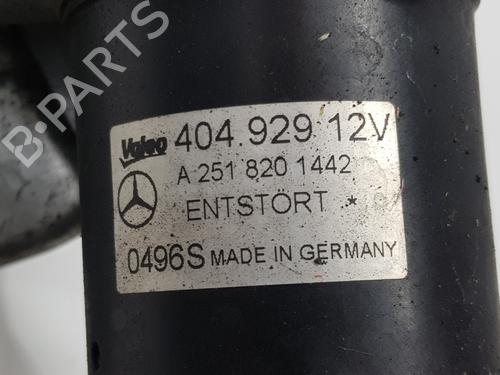 B-PARTS
Valeo 404.929 12V
A 251 820 1442
ENTSTÖRT *
0496S MADE IN GERMANY